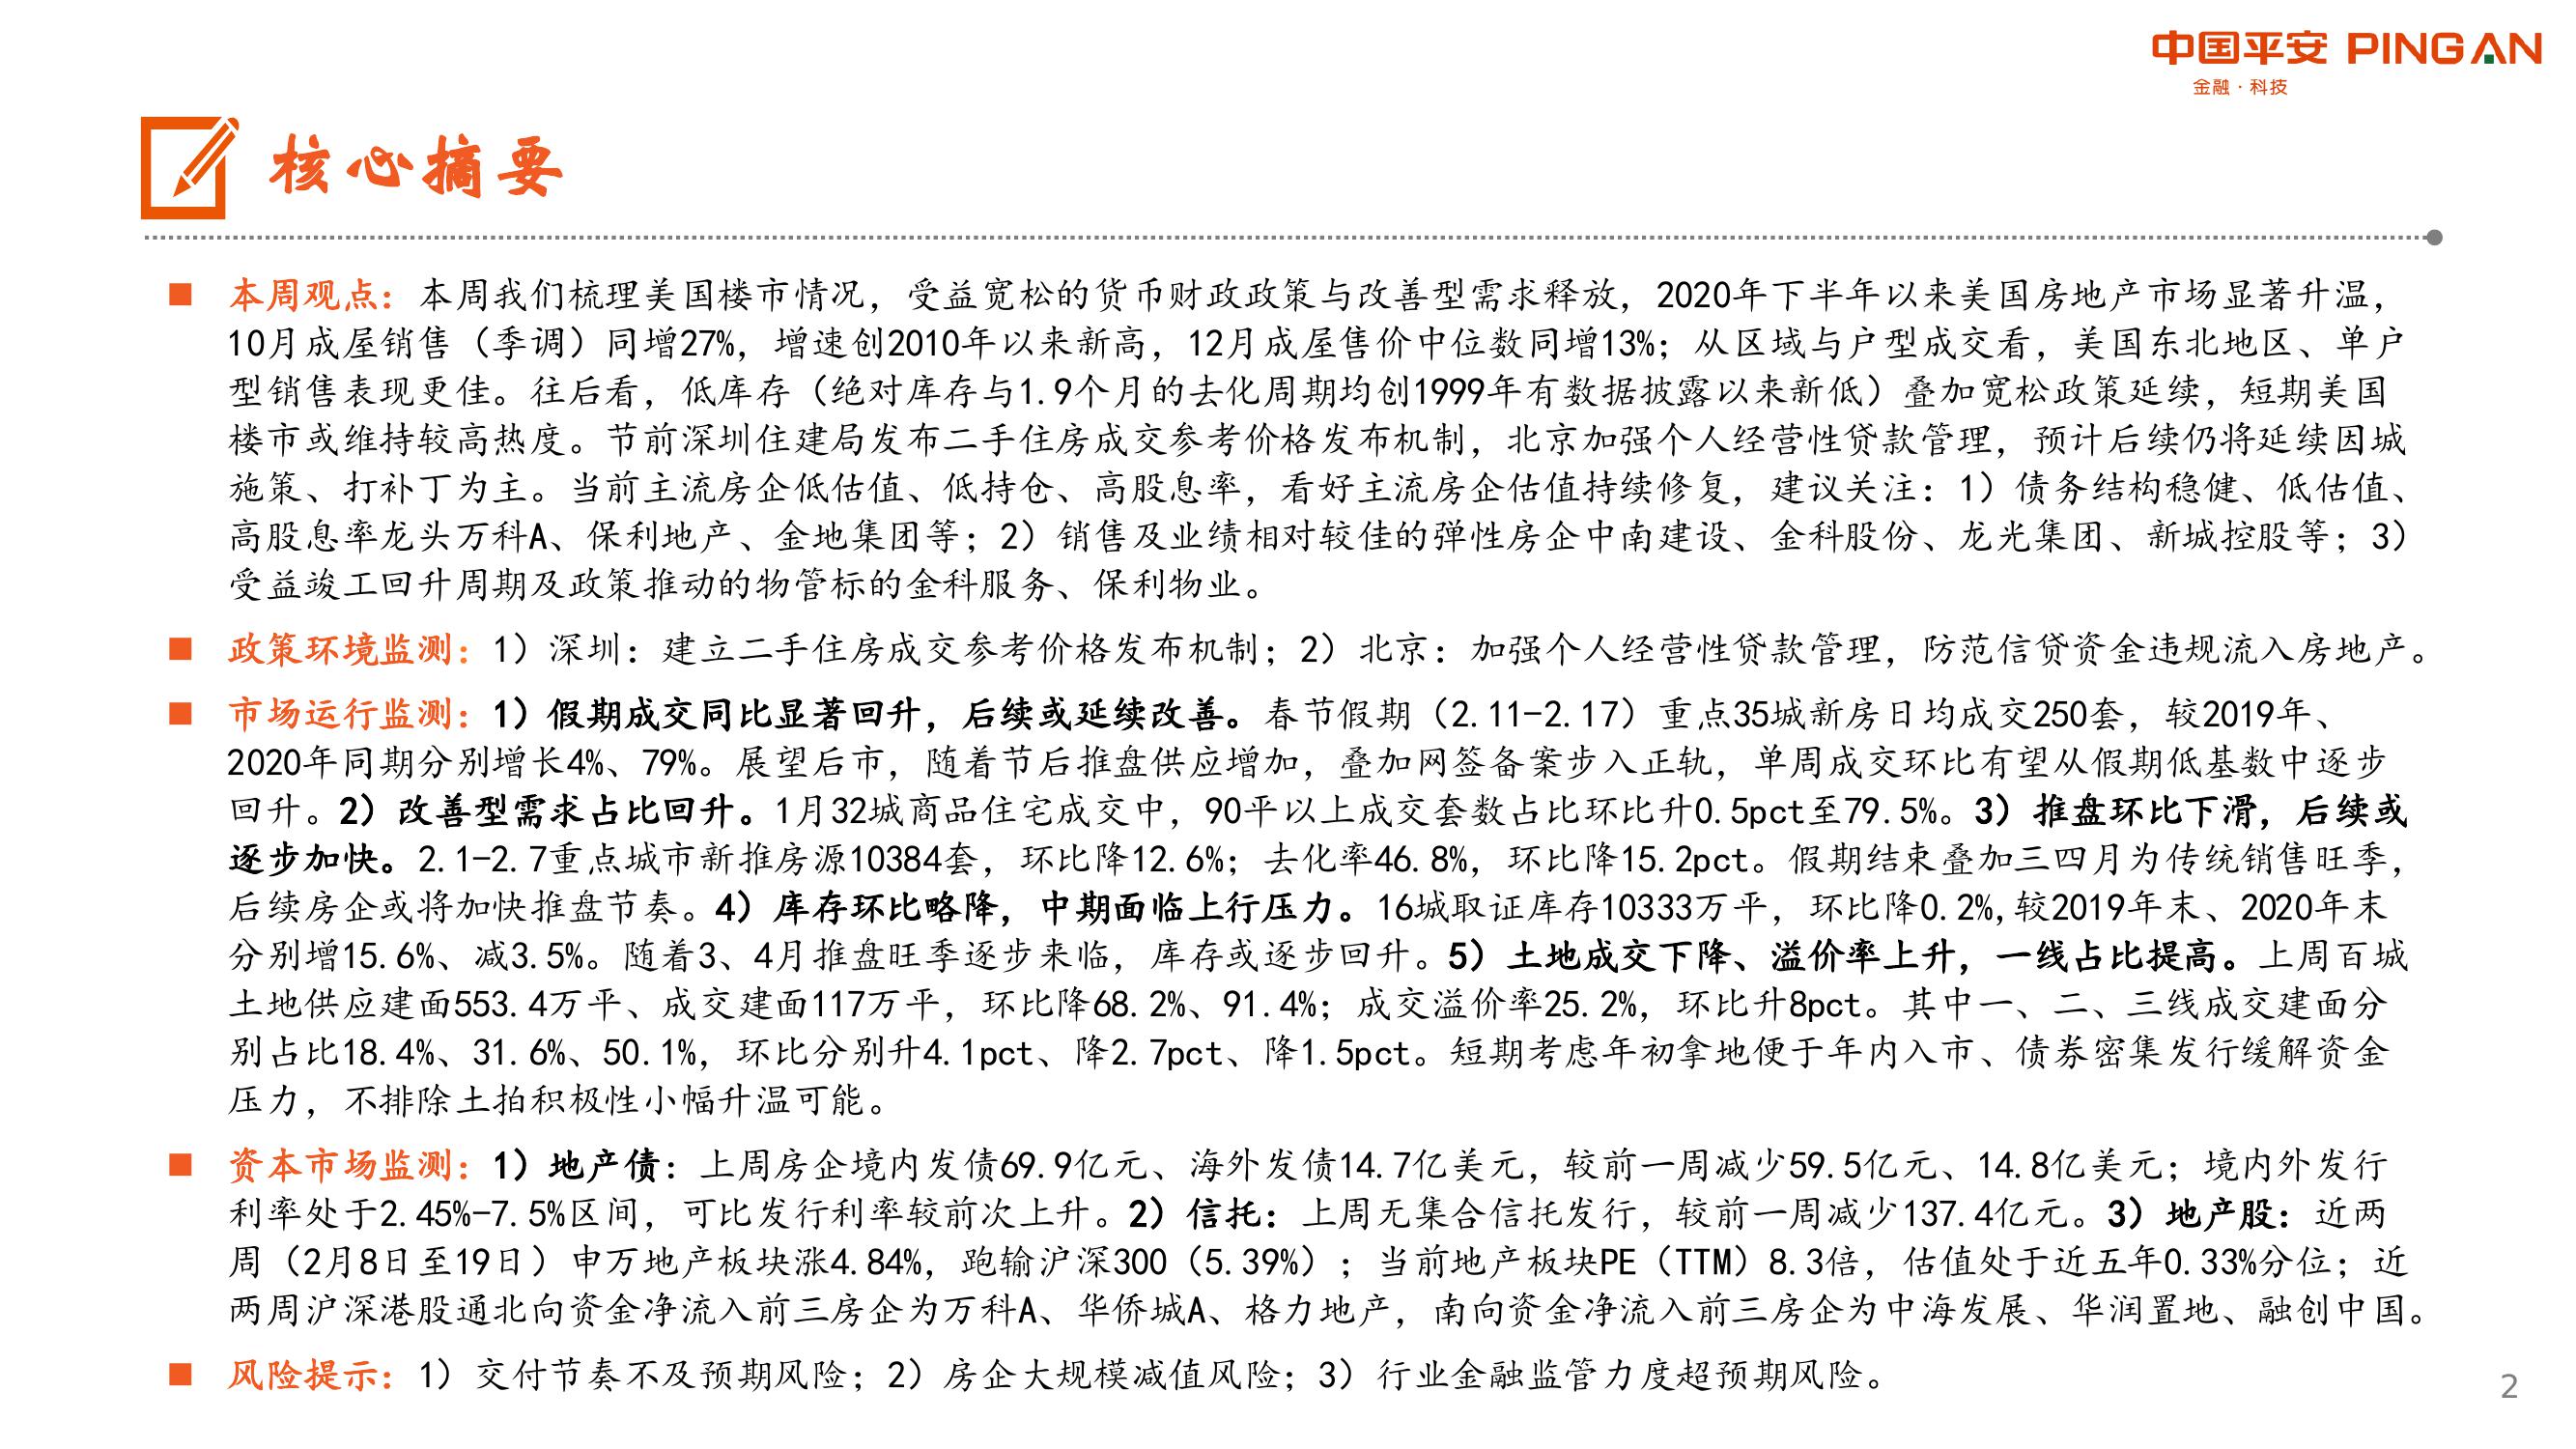 中国平安 PINGAN
金融·科技
核心摘要
■ 本周观点：本周我们梳理美国楼市情况，受益宽松的货币财政政策与改善型需求释放，2020年下半年以来美国房地产市场显著升温，
10月成屋销售（季调）同增27%，增速创2010年以来新高，12月成屋售价中位数同增13%；从区域与户型成交看，美国东北地区、单户
型销售表现更佳。往后看，低库存（绝对库存与1.9个月的去化周期均创1999年有数据披露以来新低）叠加宽松政策延续，短期美国
楼市或维持较高热度。节前深圳住建局发布二手住房成交参考价格发布机制，北京加强个人经营性贷款管理，预计后续仍将延续因城
施策、打补丁为主。当前主流房企低估值、低持仓、高股息率，看好主流房企估值持续修复，建议关注：1）债务结构稳健、低估值、
高股息率龙头万科A、保利地产、金地集团等；2）销售及业绩相对较佳的弹性房企中南建设、金科股份、龙光集团、新城控股等；3）
受益竣工回升周期及政策推动的物管标的金科服务、保利物业。
■ 政策环境监测：1）深圳：建立二手住房成交参考价格发布机制；2）北京：加强个人经营性贷款管理，防范信贷资金违规流入房地产。
■ 市场运行监测：1）假期成交同比显著回升，后续或延续改善。春节假期（2.11-2.17）重点35城新房日均成交250套，较2019年、
2020年同期分别增长4%、79%。展望后市，随着节后推盘供应增加，叠加网签备案步入正轨，单周成交环比有望从假期低基数中逐步
回升。2）改善型需求占比回升。1月32城商品住宅成交中，90平以上成交套数占比环比升0.5pct至79.5%。3）推盘环比下滑，后续或
逐步加快。2.1-2.7重点城市新推房源10384套，环比降12.6%；去化率46.8%，环比降15.2pct。假期结束叠加三四月为传统销售旺季，
后续房企或将加快推盘节奏。4）库存环比略降，中期面临上行压力。16城取证库存10333万平，环比降0.2%,较2019年末、2020年末
分别增15.6%、减3.5%。随着3、4月推盘旺季逐步来临，库存或逐步回升。5）土地成交下降、溢价率上升，一线占比提高。上周百城
土地供应建面553.4万平、成交建面117万平，环比降68.2%、91.4%；成交溢价率25.2%，环比升8pct。其中一、二、三线成交建面分
别占比18.4%、31.6%、50.1%，环比分别升4.1pct、降2.7pct、降1.5pct。短期考虑年初拿地便于年内入市、债券密集发行缓解资金
压力，不排除土拍积极性小幅升温可能。
■ 资本市场监测：1）地产债：上周房企境内发债69.9亿元、海外发债14.7亿美元，较前一周减少59.5亿元、14.8亿美元；境内外发行
利率处于2.45%-7.5%区间，可比发行利率较前次上升。2）信托：上周无集合信托发行，较前一周减少137.4亿元。3）地产股：近两
周（2月8日至19日）申万地产板块涨4.84%，跑输沪深300（5.39%）；当前地产板块PE（TTM）8.3倍，估值处于近五年0.33%分位；近
两周沪深港股通北向资金净流入前三房企为万科A、华侨城A、格力地产，南向资金净流入前三房企为中海发展、华润置地、融创中国。
■ 风险提示：1）交付节奏不及预期风险；2）房企大规模减值风险；3）行业金融监管力度超预期风险。
2